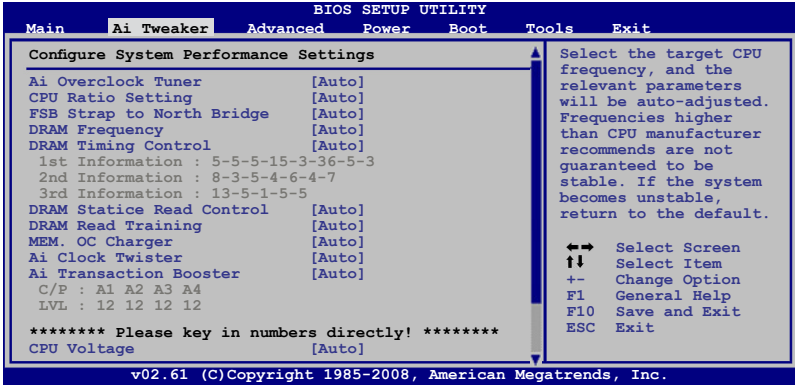 BIOS SETUP UTILITY
Main Ai Tweaker Advanced Power Boot Tools Exit
Configure System Performance Settings
Ai Overclock Tuner [Auto]
CPU Ratio Setting [Auto]
FSB Strap to North Bridge [Auto]
DRAM Frequency [Auto]
DRAM Timing Control [Auto]
1st Information : 5-5-5-15-3-36-5-3
2nd Information : 8-3-5-4-6-4-7
3rd Information : 13-5-1-5-5
DRAM Statice Read Control [Auto]
DRAM Read Training [Auto]
MEM. OC Charger [Auto]
Ai Clock Twister [Auto]
Ai Transaction Booster [Auto]
C/P : A1 A2 A3 A4
LVL : 12 12 12 12
******** Please key in numbers directly! ********
CPU Voltage [Auto]
Select the target CPU
frequency, and the
relevant parameters
will be auto-adjusted.
Frequencies higher
than CPU manufacturer
recommends are not
guaranteed to be
stable. If the system
becomes unstable,
return to the default.
←→ Select Screen
↑↓ Select Item
+- Change Option
F1 General Help
F10 Save and Exit
ESC Exit
v02.61 (C)Copyright 1985-2008, American Megatrends, Inc.